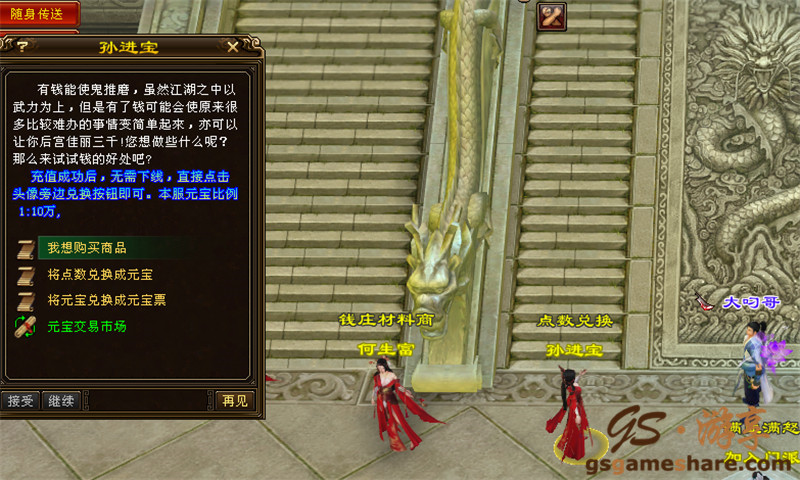 随身传送
?
孙进宝
有钱能使鬼推磨，虽然江湖之中以
武力为上，但是有了钱可能会使原来很
多比较难办的事情变简单起來，亦可以
让你后宫佳丽三千!您想做些什么呢?
那么来试试钱的好处吧?
充值成功后，无需下线，直接点击
头像旁边兑换按钮即可。本服元宝比例
1:10万,
我想购买商品
将点数兑换成元宝
将元宝兑换成元宝票
元宝交易市场
接受 继续 再见
大叼哥
钱庄材料商
何生富
点数兑换
孙进宝
GS·游享
满怒
加入门派
gsgameshare.com